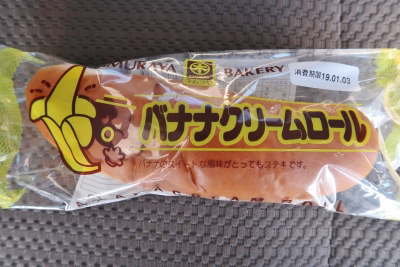 MURAYA BAKERY
消費期限19.01.03
バナナクリームロール
バナナのスイートな風味がとってもステキです。